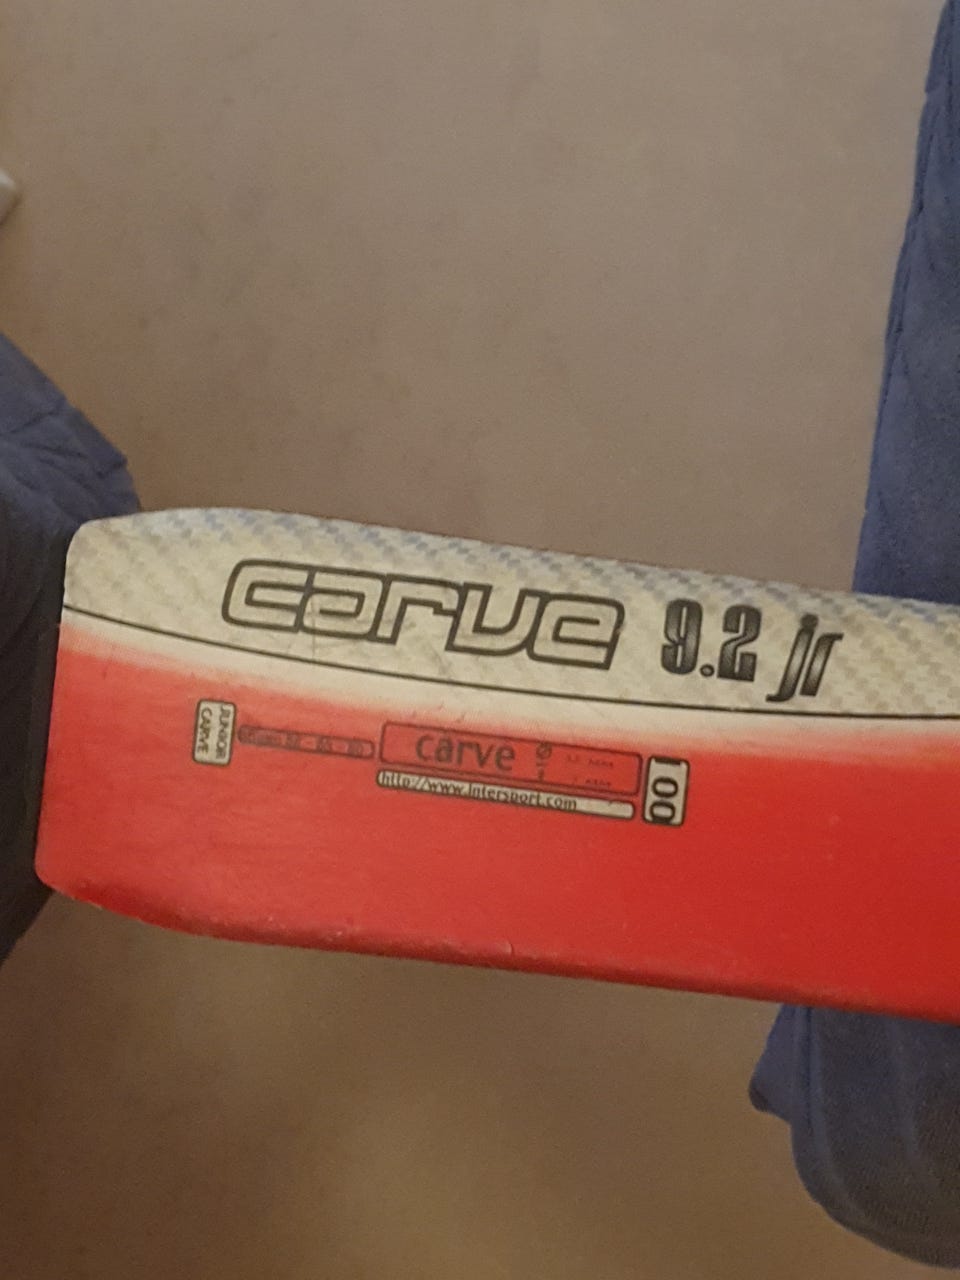 carve 9.2 jr
JUNIOR
CARVE
carve
http://www.Intersport.com
100